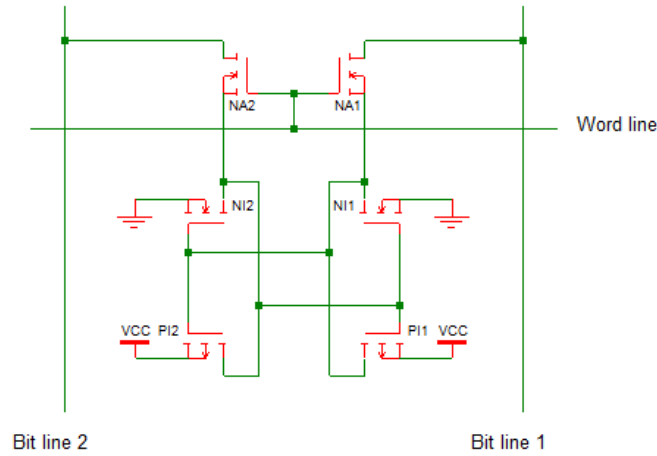 NA2
NA1
Word line
NI2
NI1
VCC
PI2
PI1
VCC
Bit line 2
Bit line 1